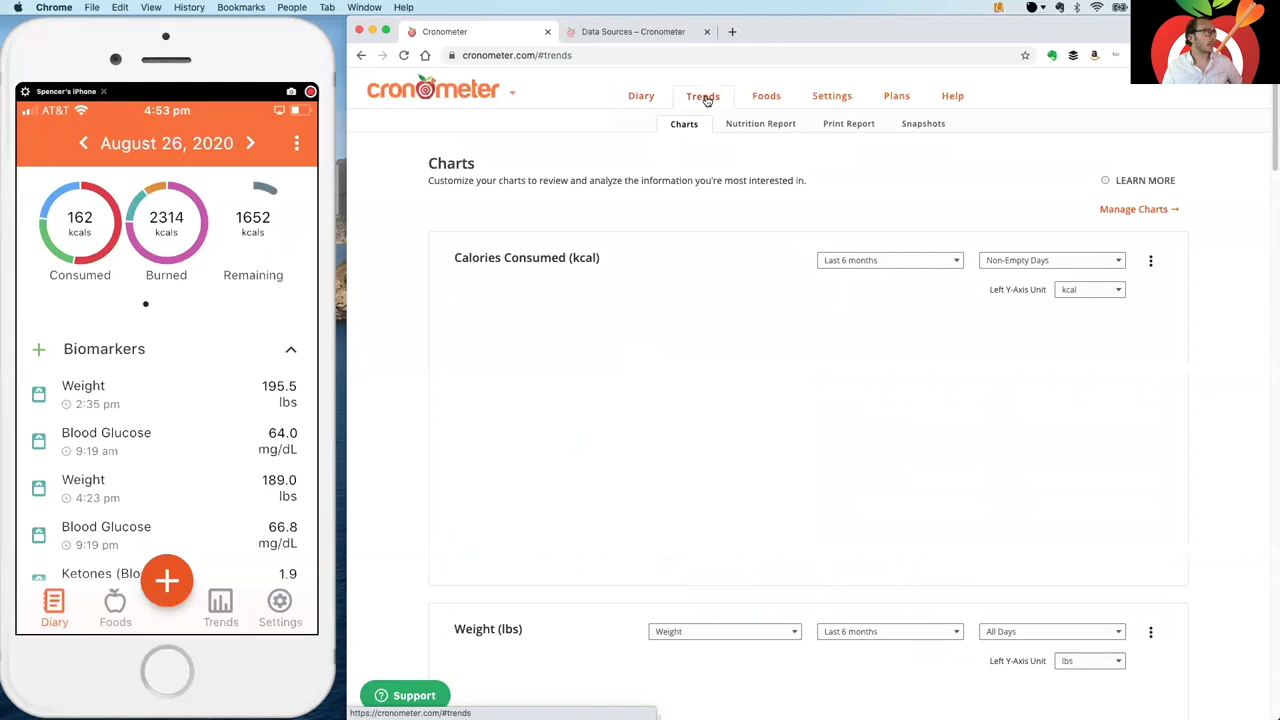 Chrome File Edit View History Bookmarks People Tab Window Help
Spencer's iPhone
AT&T 4:53 pm
August 26, 2020
162 kcals Consumed
2314 kcals Burned
1652 kcals Remaining
Biomarkers
Weight 195.5 lbs
2:35 pm
Blood Glucose 64.0 mg/dL
9:19 am
Weight 189.0 lbs
4:23 pm
Blood Glucose 66.8 mg/dL
9:19 pm
Ketones (Blo 1.9
Diary Foods Trends Settings
Cronometer
Data Sources – Cronometer
cronometer.com/#trends
cronometer
Diary Trends Foods Settings Plans Help
Charts Nutrition Report Print Report Snapshots
Charts
Customize your charts to review and analyze the information you're most interested in.
LEARN MORE
Manage Charts →
Calories Consumed (kcal)
Last 6 months
Non-Empty Days
Left Y-Axis Unit kcal
Weight (lbs)
Weight
Last 6 months
All Days
Left Y-Axis Unit lbs
Support
https://cronometer.com/#trends